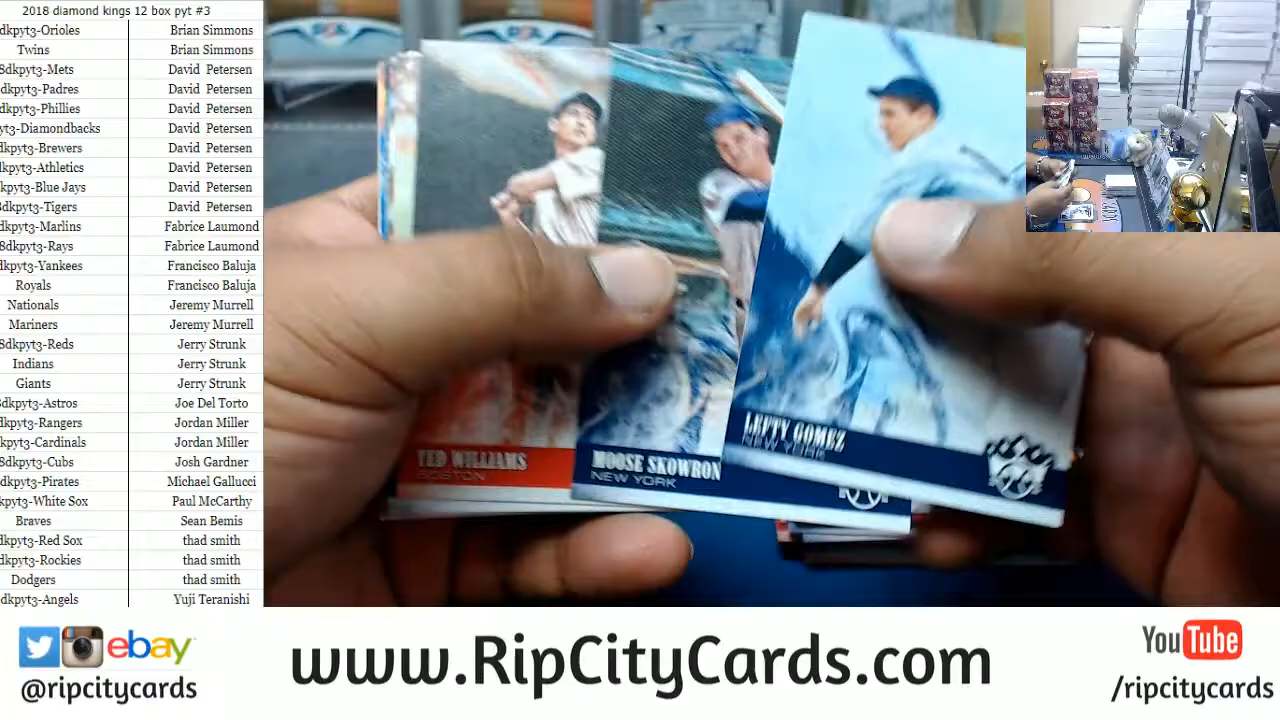 2018 diamond kings 12 box pyt #3
dkpyt3-Orioles Brian Simmons
Twins Brian Simmons
8dkpyt3-Mets David Petersen
dkpyt3-Padres David Petersen
dkpyt3-Phillies David Petersen
yt3-Diamondbacks David Petersen
dkpyt3-Brewers David Petersen
kpyt3-Athletics David Petersen
kpyt3-Blue Jays David Petersen
8dkpyt3-Tigers David Petersen
dkpyt3-Marlins Fabrice Laumond
8dkpyt3-Rays Fabrice Laumond
dkpyt3-Yankees Francisco Baluja
Royals Francisco Baluja
Nationals Jeremy Murrell
Mariners Jeremy Murrell
8dkpyt3-Reds Jerry Strunk
Indians Jerry Strunk
Giants Jerry Strunk
8dkpyt3-Astros Joe Del Torto
dkpyt3-Rangers Jordan Miller
kpyt3-Cardinals Jordan Miller
8dkpyt3-Cubs Josh Gardner
dkpyt3-Pirates Michael Gallucci
kpyt3-White Sox Paul McCarthy
Braves Sean Bemis
dkpyt3-Red Sox thad smith
dkpyt3-Rockies thad smith
Dodgers thad smith
dkpyt3-Angels Yuji Teranishi
TED WILLIAMS
BOSTON
MOOSE SKOWRON
NEW YORK
LEFTY GOMEZ
NEW YORK
ebay
@ripcitycards
www.RipCityCards.com
YouTube
/ripcitycards